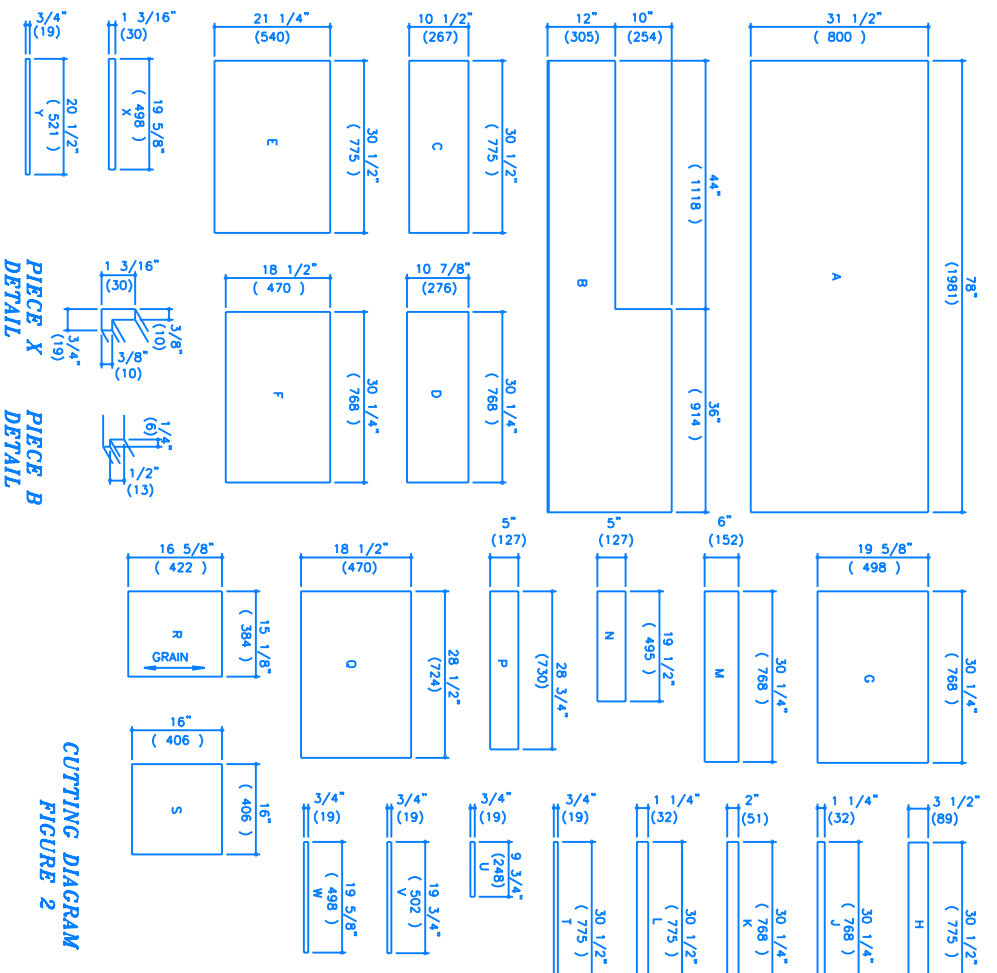 31 1/2"
( 800 )
78"
(1981)
A
12"
(305)
10"
(254)
44"
( 1118 )
36"
( 914 )
B
10 1/2"
(267)
30 1/2"
( 775 )
C
10 7/8"
(276)
30 1/4"
( 768 )
D
21 1/4"
(540)
30 1/2"
( 775 )
E
18 1/2"
( 470 )
30 1/4"
( 768 )
F
1 3/16"
(30)
19 5/8"
( 498 )
X
3/4"
(19)
20 1/2"
( 521 )
Y
1 3/16"
(30)
3/8"
(10)
3/4"
(19)
3/8"
(10)
PIECE X
DETAIL
1/4"
(6)
1/2"
(13)
PIECE B
DETAIL
19 5/8"
( 498 )
30 1/4"
( 768 )
G
6"
(152)
30 1/4"
( 768 )
M
5"
(127)
19 1/2"
( 495 )
N
5"
(127)
28 3/4"
(730)
P
18 1/2"
(470)
28 1/2"
(724)
Q
16 5/8"
( 422 )
15 1/8"
( 384 )
R
GRAIN
16"
( 406 )
16"
( 406 )
S
3 1/2"
(89)
30 1/2"
( 775 )
H
1 1/4"
(32)
30 1/4"
( 768 )
J
2"
(51)
30 1/4"
( 768 )
K
1 1/4"
(32)
30 1/2"
( 775 )
L
3/4"
(19)
30 1/2"
( 775 )
T
3/4"
(19)
9 3/4"
(248)
U
3/4"
(19)
19 3/4"
( 502 )
V
3/4"
(19)
19 5/8"
( 498 )
W
CUTTING DIAGRAM
FIGURE 2